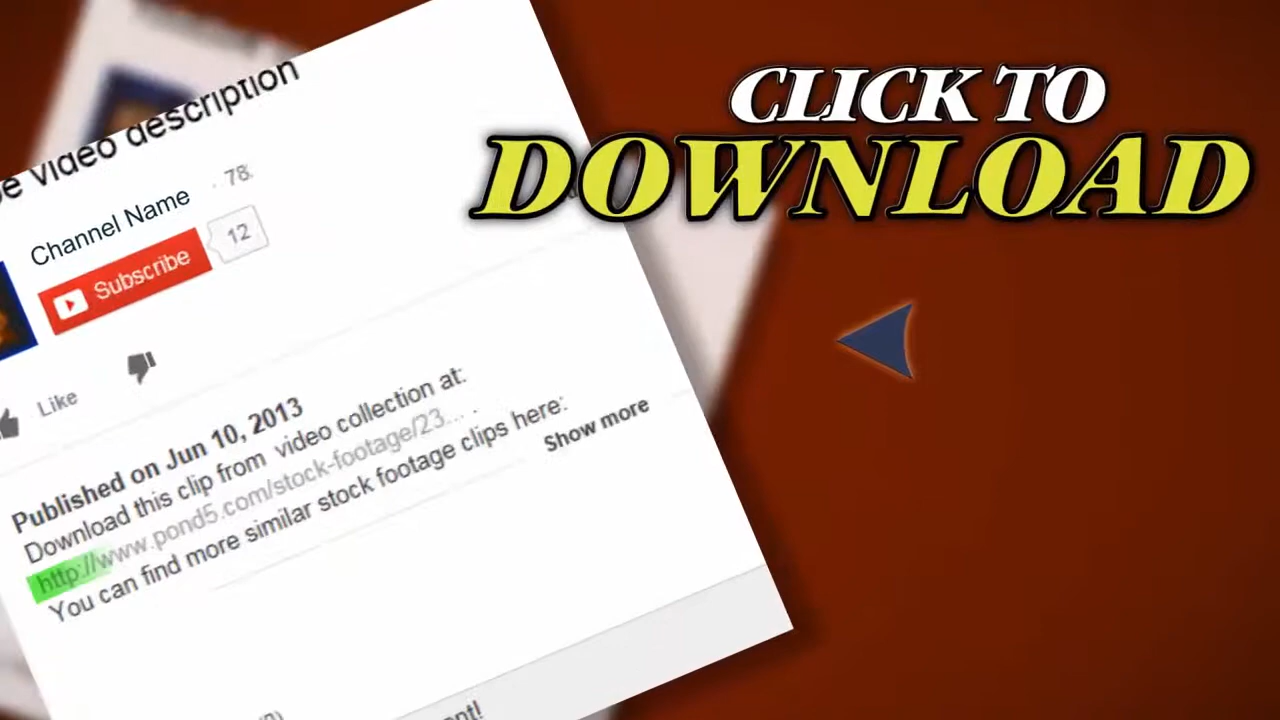 video description
Channel Name
78
Subscribe
12
Like
Published on Jun 10, 2013
Download this clip from video collection at:
http://www.pond5.com/stock-footage/23...
You can find more similar stock footage clips here:
Show more
CLICK TO
DOWNLOAD